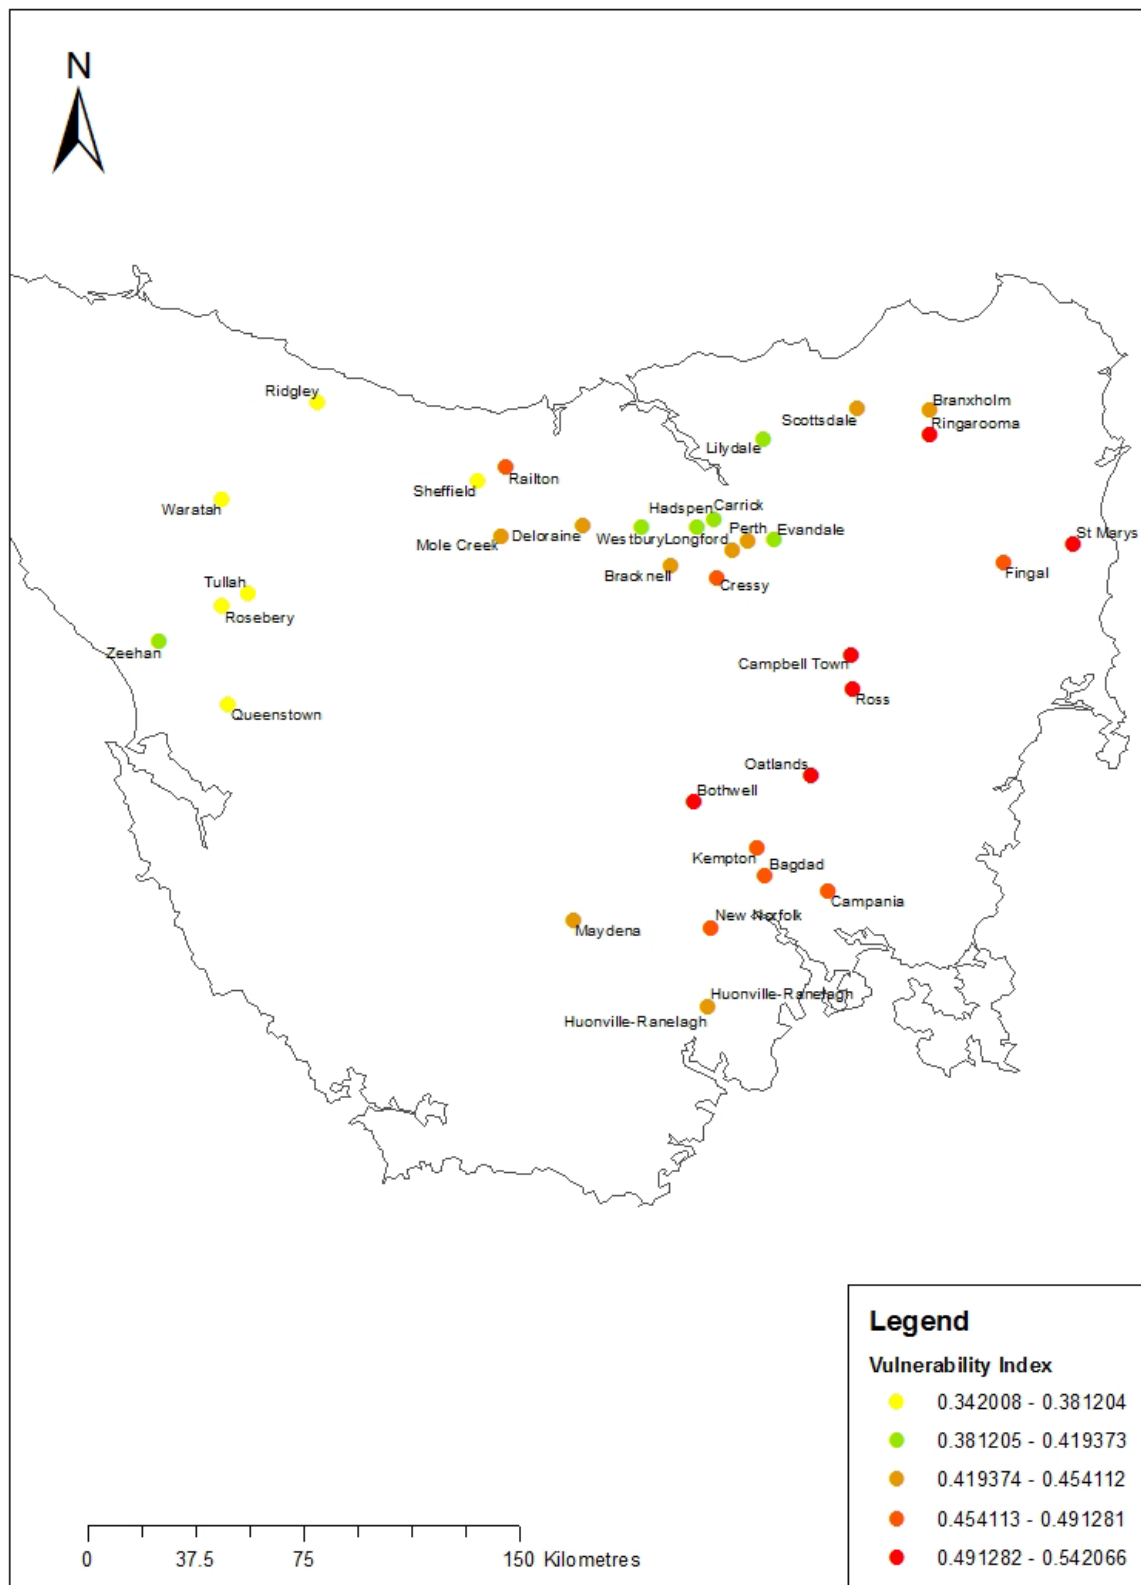 N
Ridgley
Branxholm
Scottsdale
Ringarooma
Lilydale
Railton
Sheffield
Waratah
Hadspen
Carrick
Deloraine
Mole Creek
Westbury
Longford
Perth
Evandale
St Marys
Bracknell
Cressy
Fingal
Tullah
Rosebery
Zeehan
Campbell Town
Ross
Queenstown
Oatlands
Bothwell
Kempton
Bagdad
Campania
New Norfolk
Maydena
Huonville-Ranelagh
Huonville-Ranelagh
Legend
Vulnerability Index
0.342008 - 0.381204
0.381205 - 0.419373
0.419374 - 0.454112
0.454113 - 0.491281
0.491282 - 0.542066
0 37.5 75 150 Kilometres